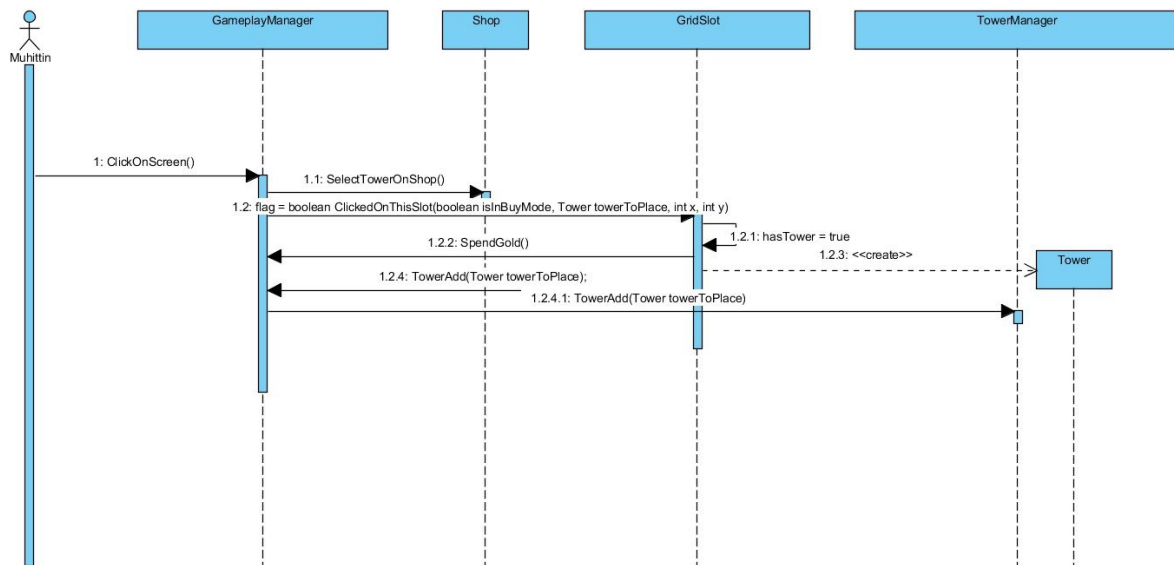 GameplayManager
Shop
GridSlot
TowerManager
Muhittin
1: ClickOnScreen()
1.1: SelectTowerOnShop()
1.2: flag = boolean ClickedOnThisSlot(boolean isInBuyMode, Tower towerToPlace, int x, int y)
1.2.1: hasTower = true
1.2.2: SpendGold()
1.2.3: <<create>>
Tower
1.2.4: TowerAdd(Tower towerToPlace);
1.2.4.1: TowerAdd(Tower towerToPlace)